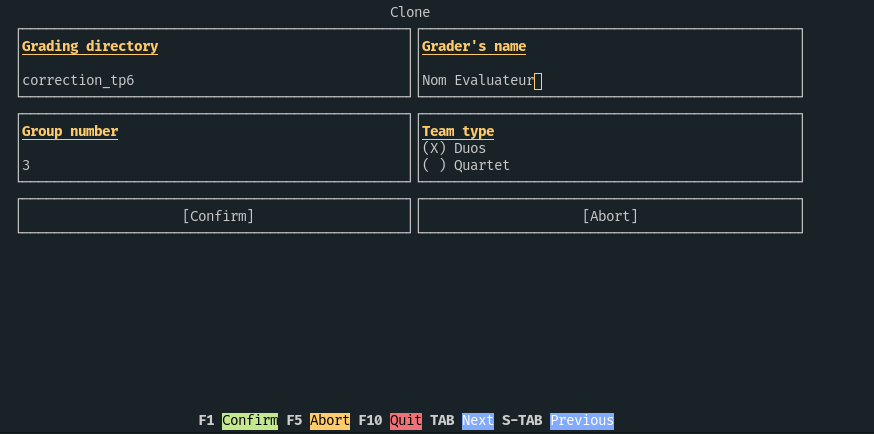 Clone
Grading directory
correction_tp6
Grader's name
Nom Evaluateur
Group number
3
Team type
(X) Duos
( ) Quartet
[Confirm]
[Abort]
F1 Confirm F5 Abort F10 Quit TAB Next S-TAB Previous